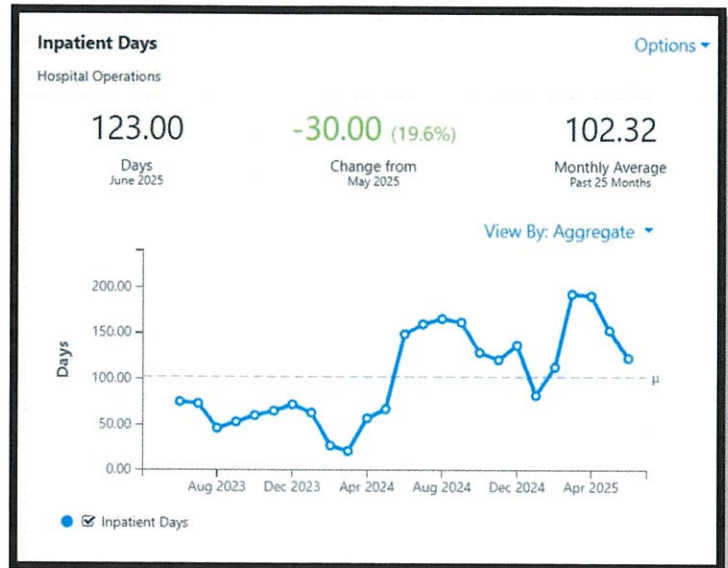 Inpatient Days
Options
Hospital Operations
123.00
Days
June 2025
-30.00 (19.6%)
Change from
May 2025
102.32
Monthly Average
Past 25 Months
View By: Aggregate
Days
200.00
150.00
100.00
50.00
0.00
μ
Aug 2023 Dec 2023 Apr 2024 Aug 2024 Dec 2024 Apr 2025
Inpatient Days